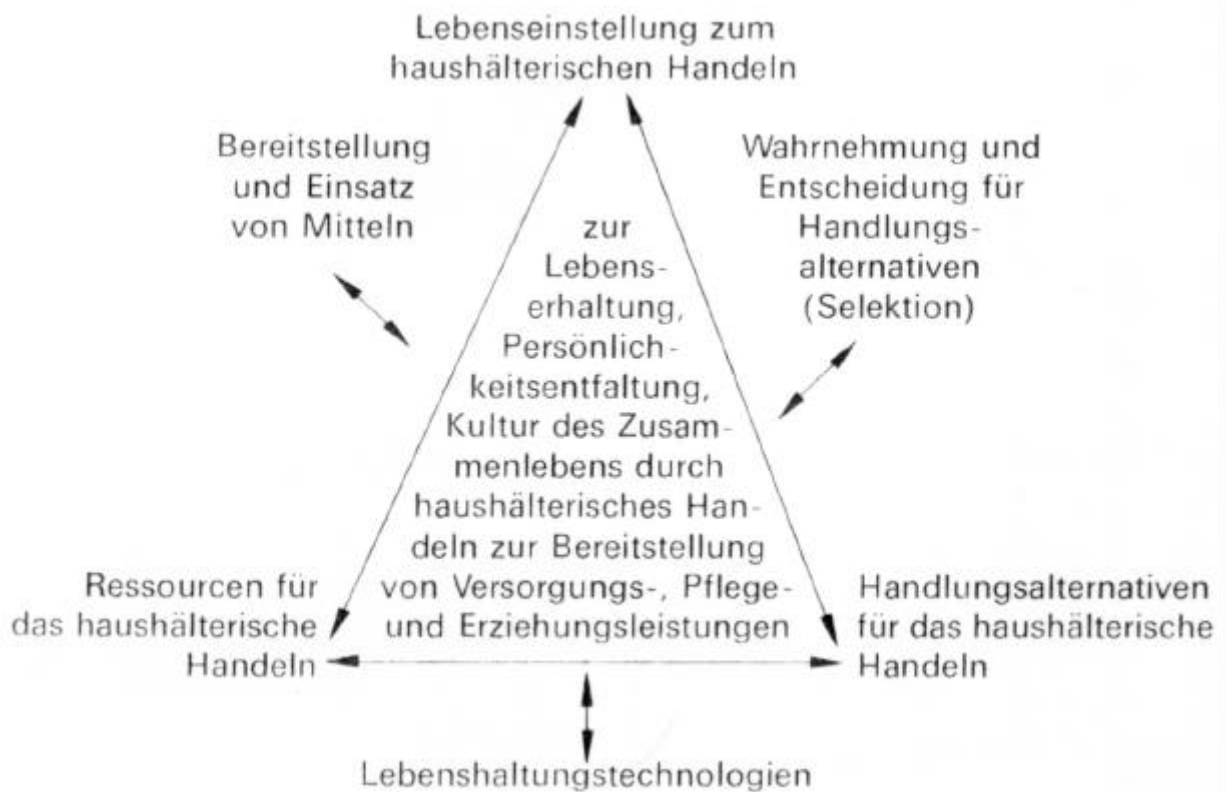 Lebenseinstellung zum
haushälterischen Handeln
Bereitstellung
und Einsatz
von Mitteln
Wahrnehmung und
Entscheidung für
Handlungs-
alternativen
(Selektion)
zur
Lebens-
erhaltung,
Persönlich-
keitsentfaltung,
Kultur des Zusam-
menlebens durch
haushälterisches Han-
deln zur Bereitstellung
von Versorgungs-, Pflege-
und Erziehungsleistungen
Ressourcen für
das haushälterische
Handeln
Handlungsalternativen
für das haushälterische
Handeln
Lebenshaltungstechnologien